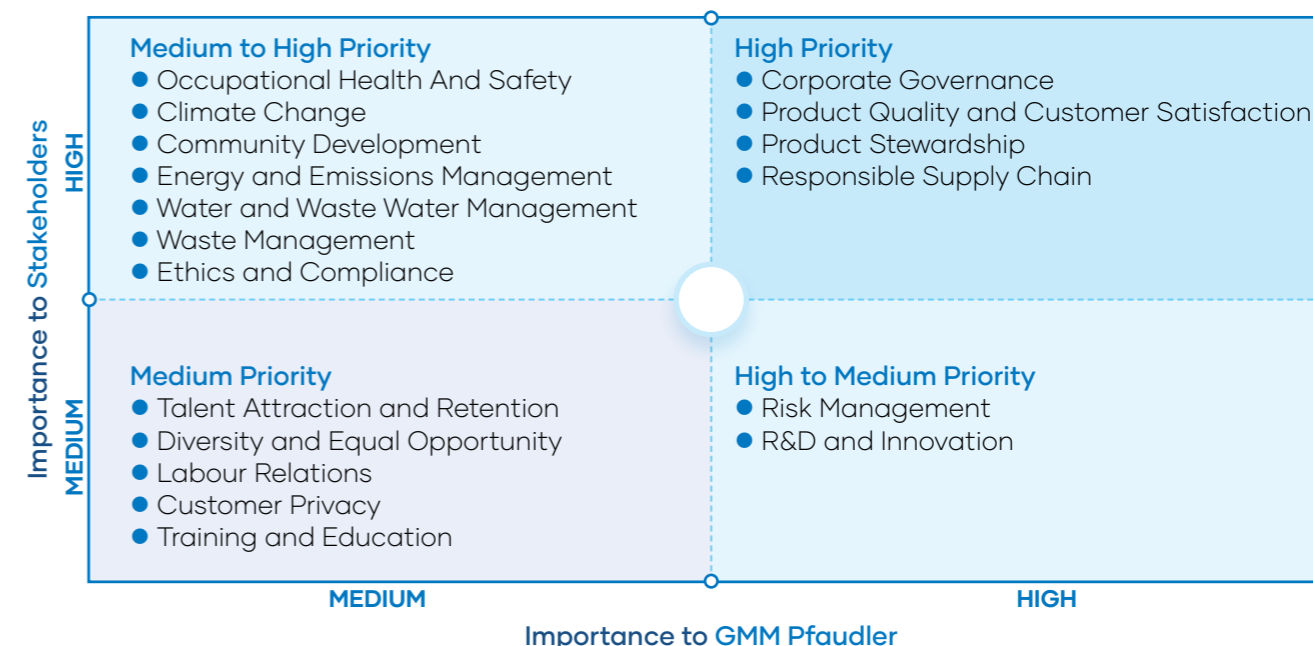 Importance to Stakeholders
HIGH
MEDIUM
Medium to High Priority
● Occupational Health And Safety
● Climate Change
● Community Development
● Energy and Emissions Management
● Water and Waste Water Management
● Waste Management
● Ethics and Compliance
High Priority
● Corporate Governance
● Product Quality and Customer Satisfaction
● Product Stewardship
● Responsible Supply Chain
Medium Priority
● Talent Attraction and Retention
● Diversity and Equal Opportunity
● Labour Relations
● Customer Privacy
● Training and Education
High to Medium Priority
● Risk Management
● R&D and Innovation
MEDIUM
HIGH
Importance to GMM Pfaudler